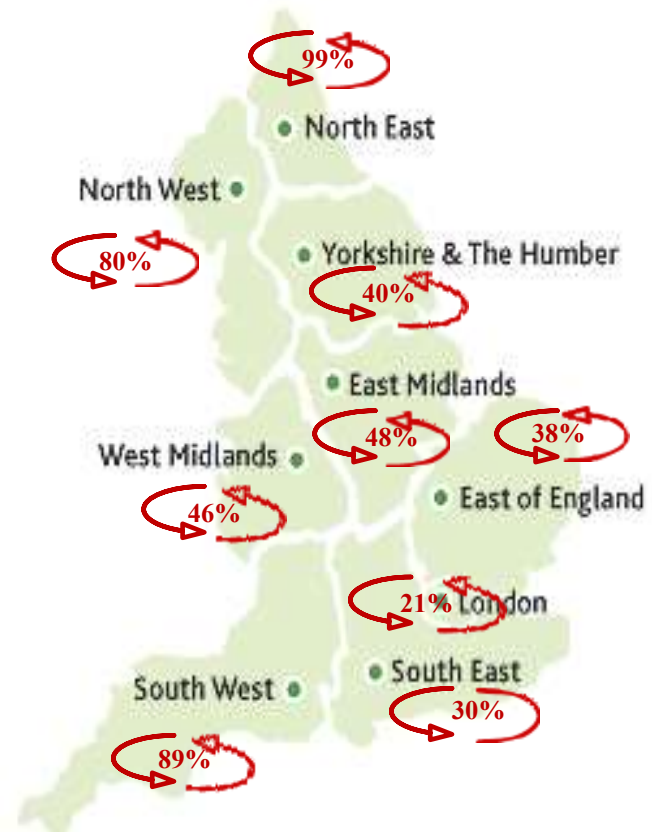 99%
North East
North West
Yorkshire & The Humber
80%
40%
East Midlands
48%
38%
West Midlands
East of England
46%
21%
London
South East
South West
30%
89%